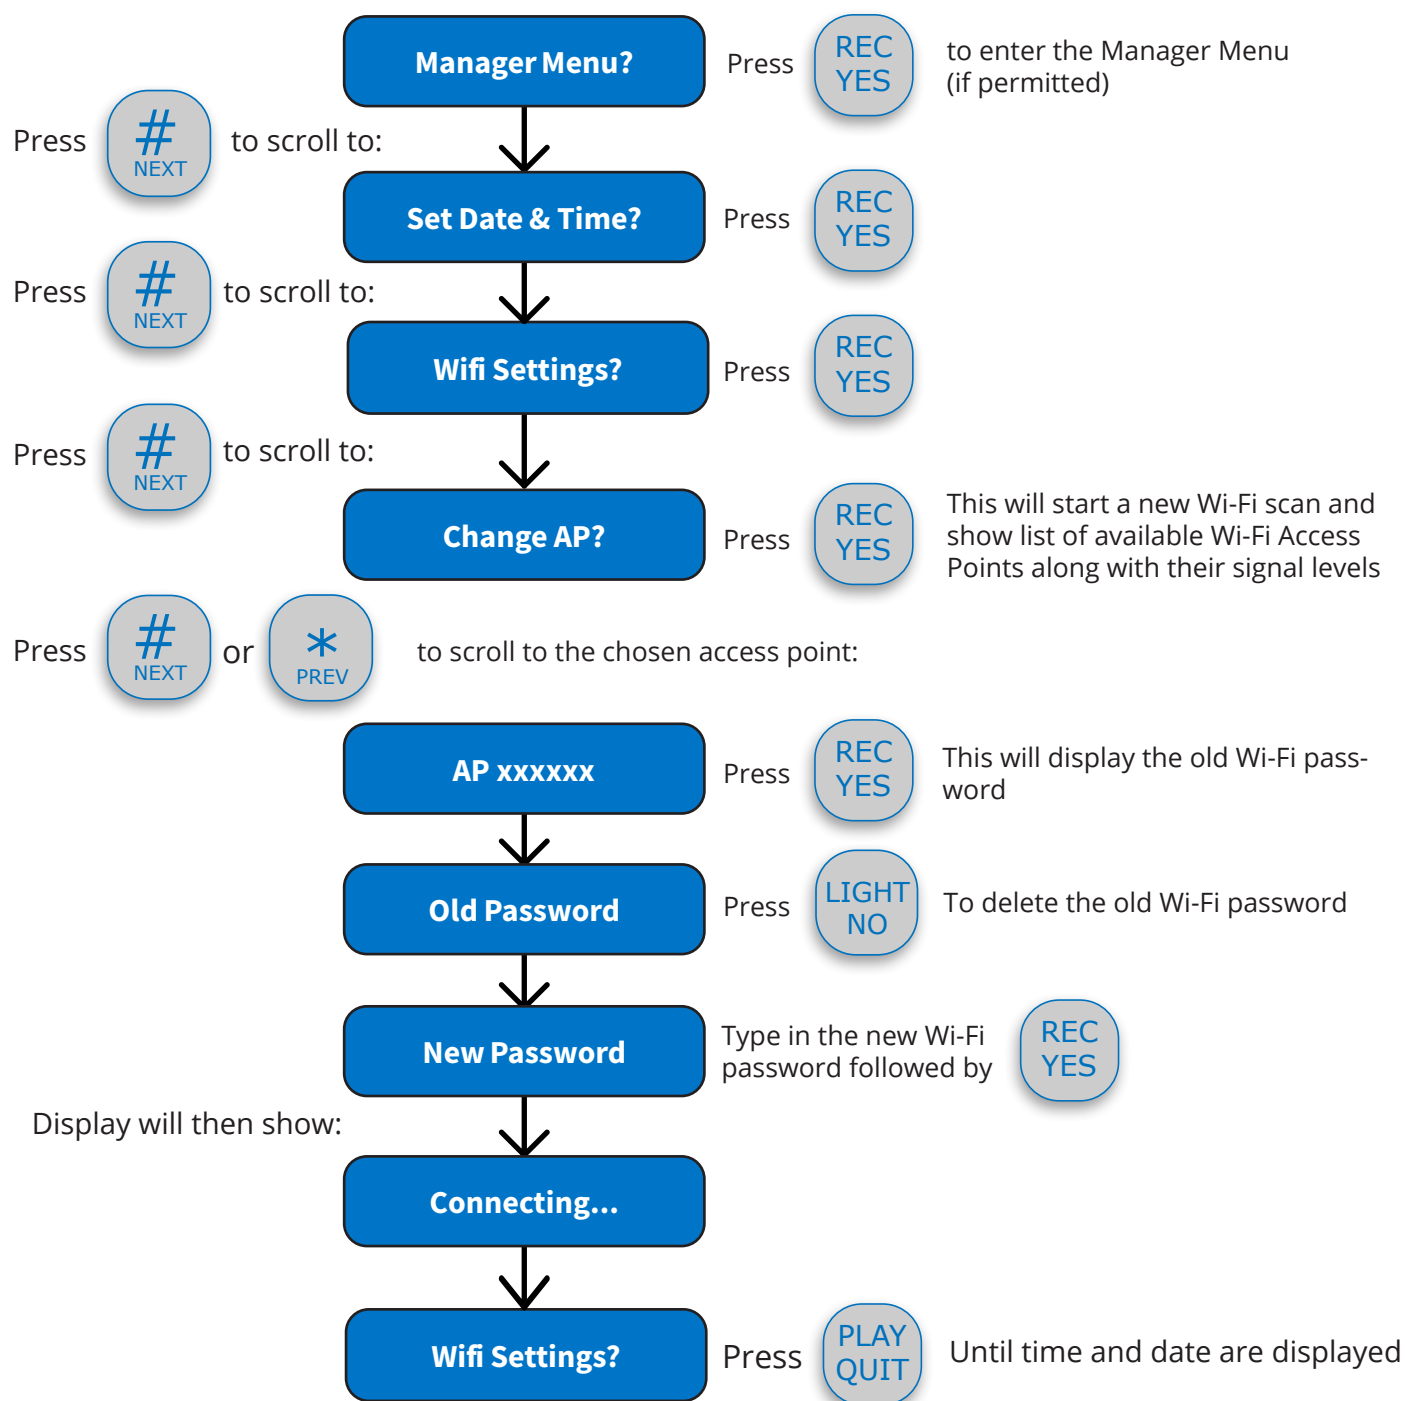 Manager Menu?
Press
REC
YES
to enter the Manager Menu
(if permitted)
Press
#
NEXT
to scroll to:
Set Date & Time?
Press
REC
YES
Press
#
NEXT
to scroll to:
Wifi Settings?
Press
REC
YES
Press
#
NEXT
to scroll to:
Change AP?
Press
REC
YES
This will start a new Wi-Fi scan and
show list of available Wi-Fi Access
Points along with their signal levels
Press
#
NEXT
or
*
PREV
to scroll to the chosen access point:
AP xxxxxx
Press
REC
YES
This will display the old Wi-Fi pass-
word
Old Password
Press
LIGHT
NO
To delete the old Wi-Fi password
New Password
Type in the new Wi-Fi
password followed by
REC
YES
Display will then show:
Connecting...
Wifi Settings?
Press
PLAY
QUIT
Until time and date are displayed